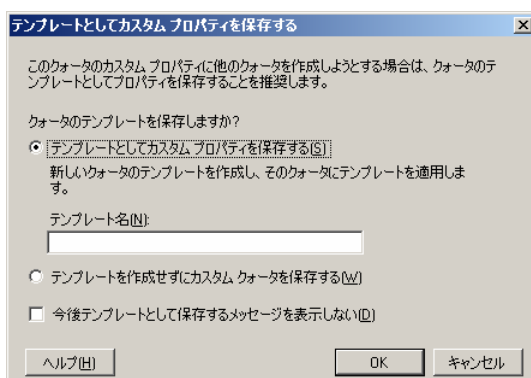 テンプレートとしてカスタム プロパティを保存する
このクォータのカスタム プロパティに他のクォータを作成しようとする場合は、クォータのテ
ンプレートとしてプロパティを保存することを推奨します。
クォータのテンプレートを保存しますか?
テンプレートとしてカスタム プロパティを保存する(S)
新しいクォータのテンプレートを作成し、そのクォータにテンプレートを適用しま
す。
テンプレート名(N):
テンプレートを作成せずにカスタム クォータを保存する(W)
今後テンプレートとして保存するメッセージを表示しない(D)
ヘルプ(H)
OK
キャンセル